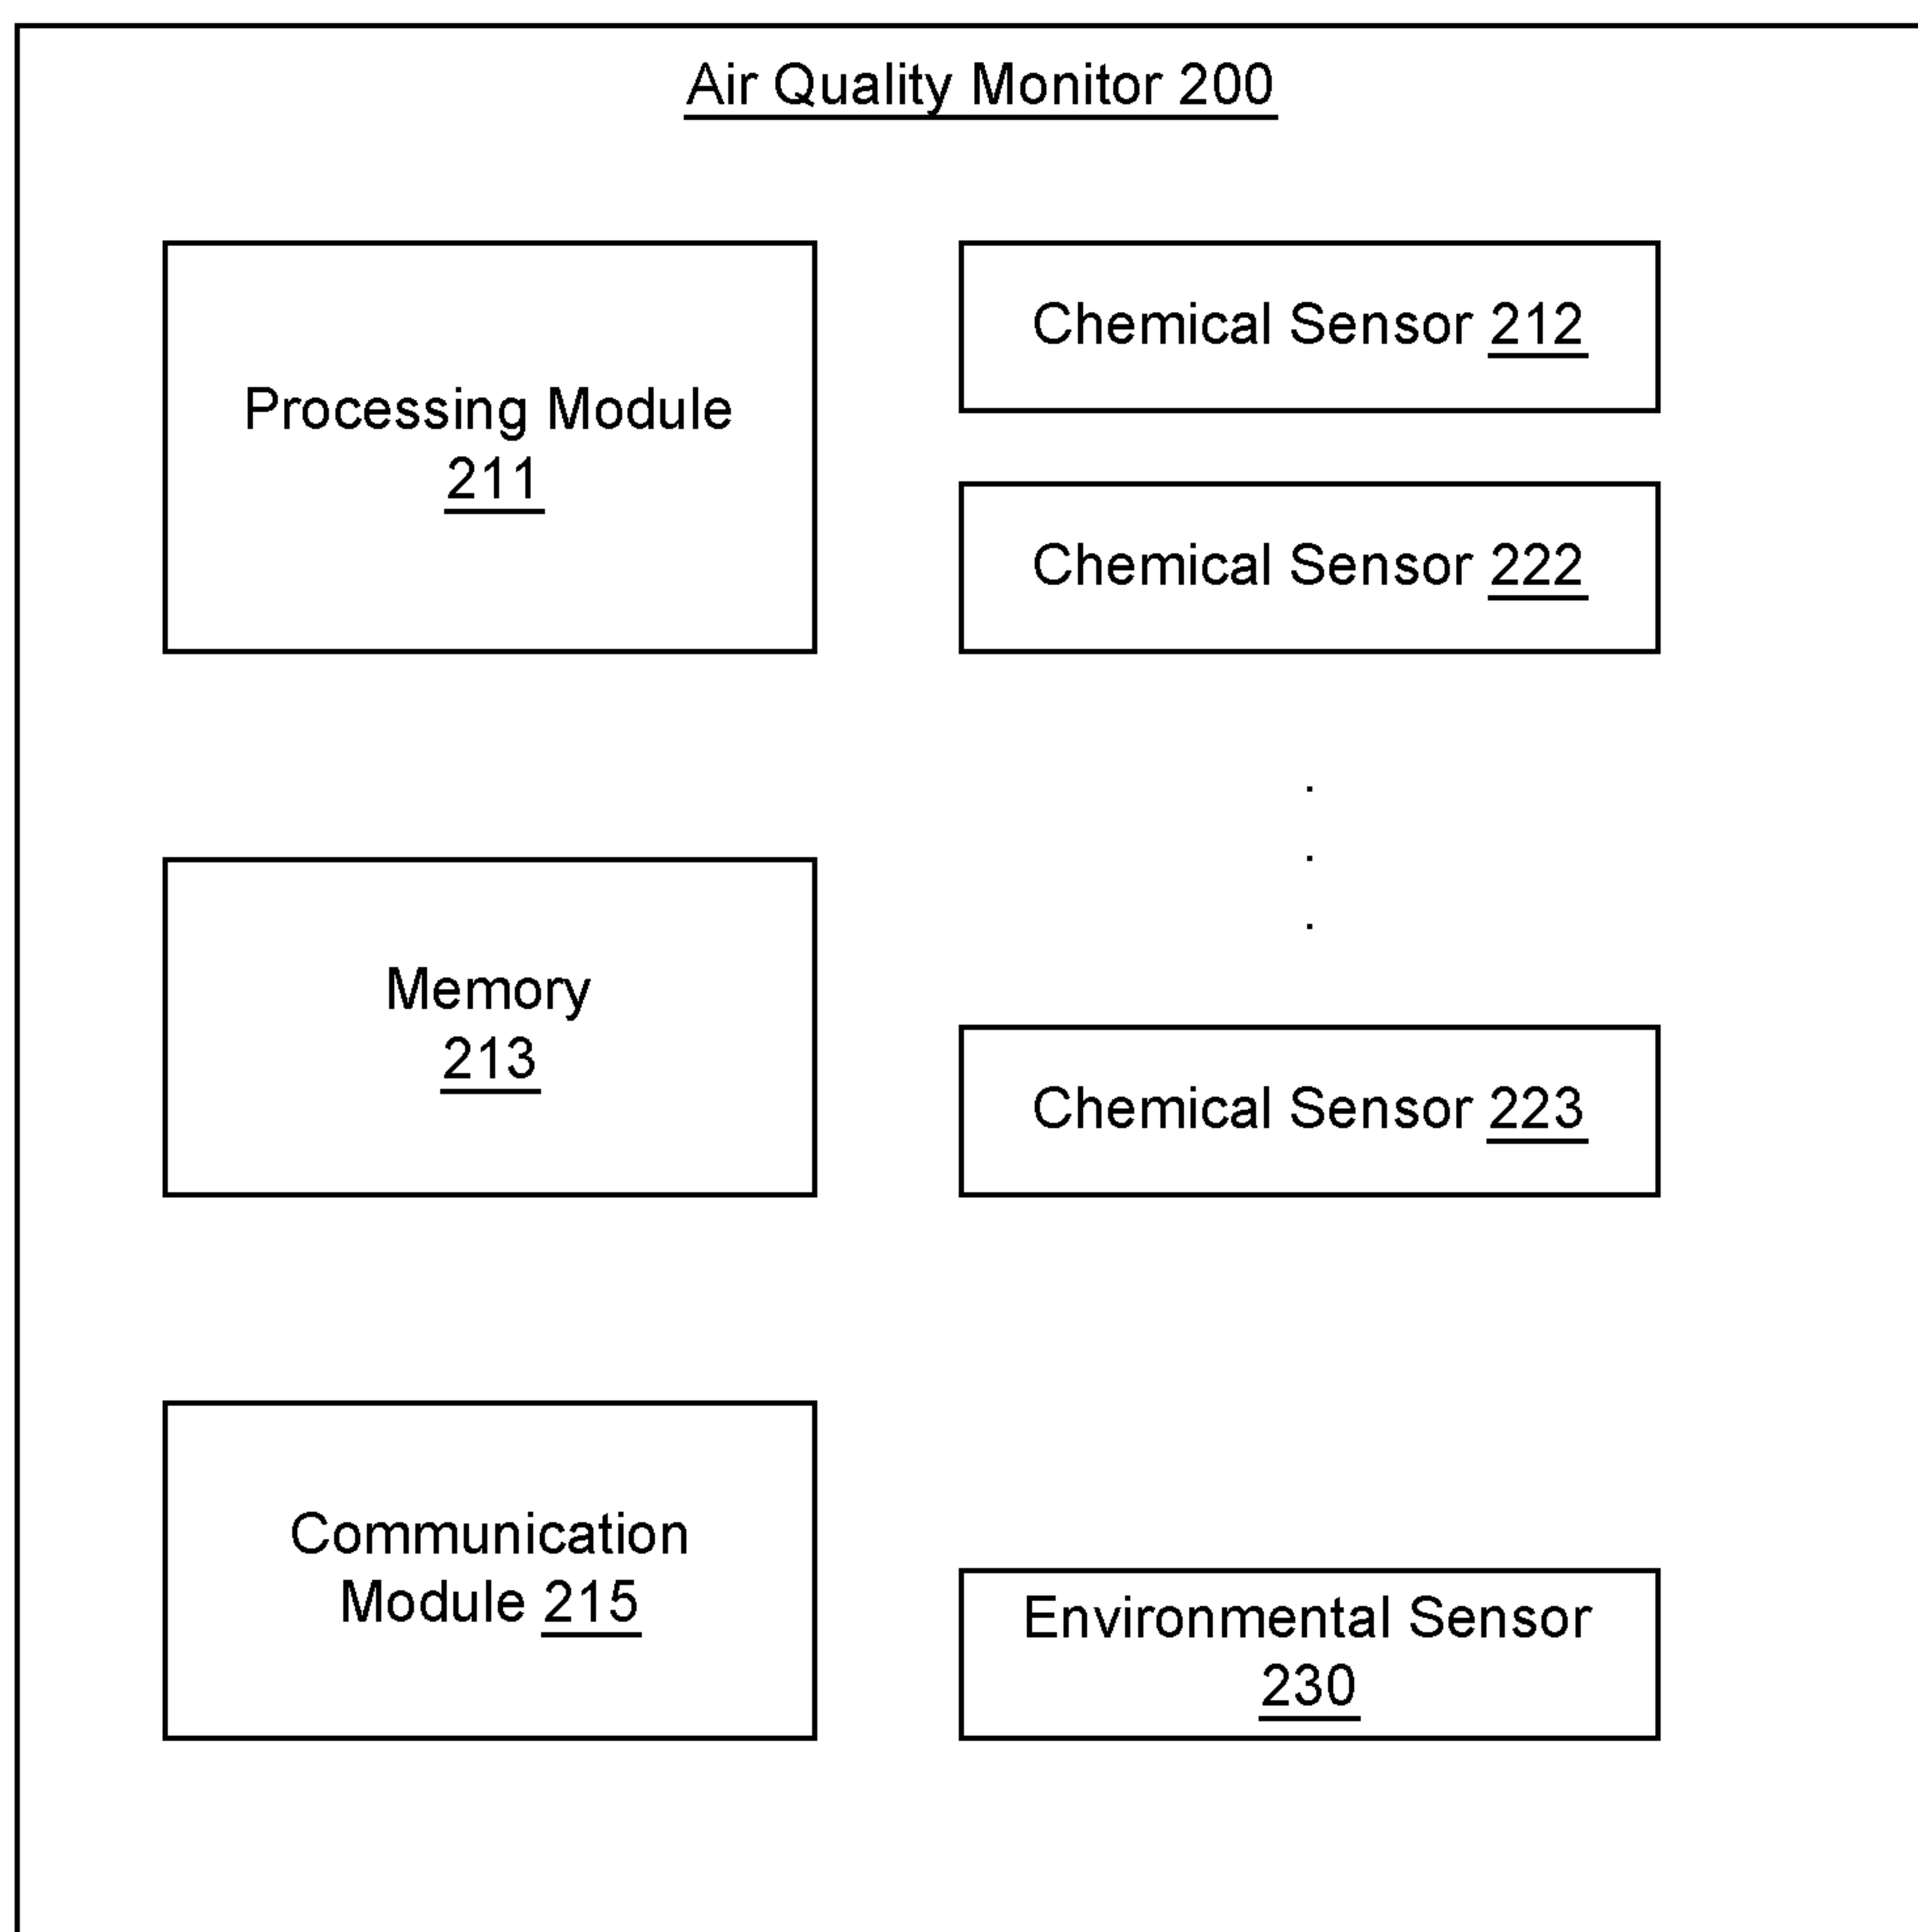 Air Quality Monitor 200
Processing Module
211
Chemical Sensor 212
Chemical Sensor 222
.
.
.
Memory
213
Chemical Sensor 223
Communication
Module 215
Environmental Sensor
230